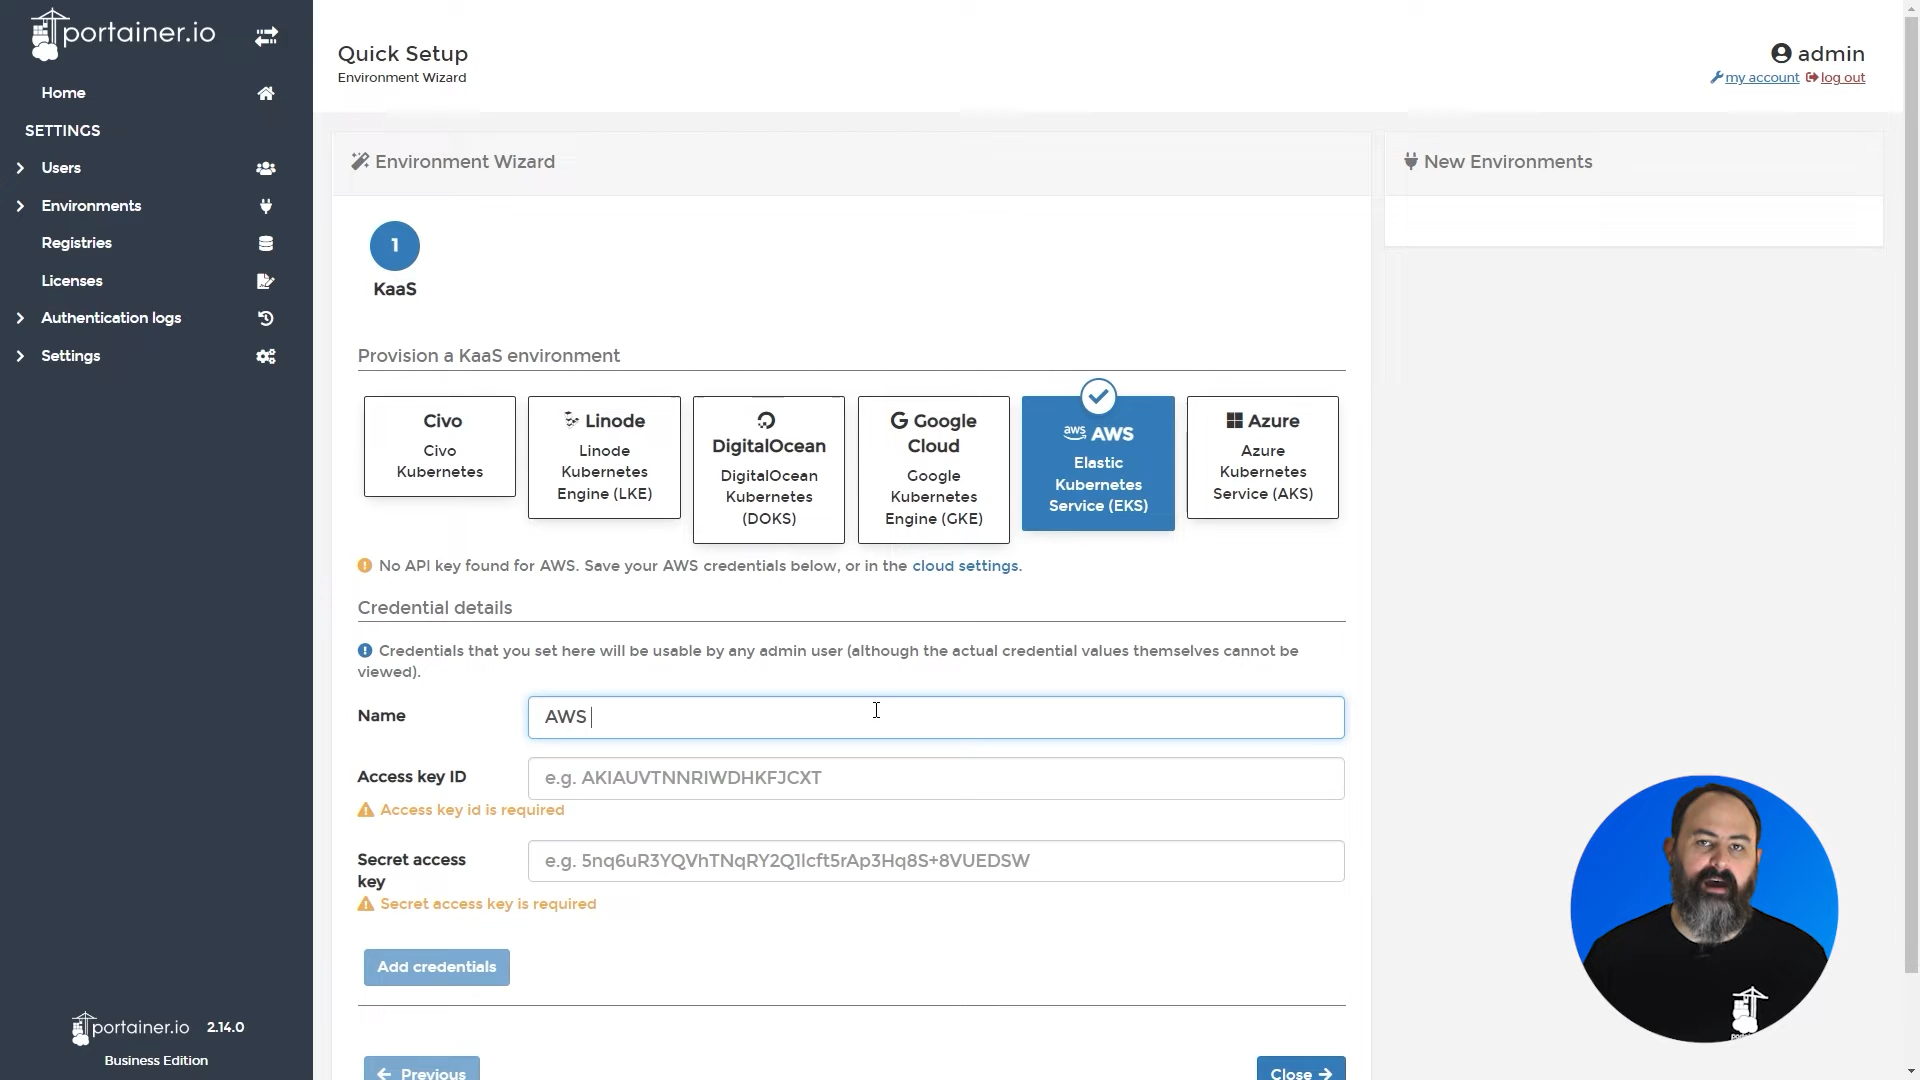 portainer.io
Home
SETTINGS
Users
Environments
Registries
Licenses
Authentication logs
Settings
portainer.io 2.14.0
Business Edition
Quick Setup
Environment Wizard
admin
my account log out
Environment Wizard
1
KaaS
Provision a KaaS environment
Civo
Civo
Kubernetes
Linode
Linode
Kubernetes
Engine (LKE)
DigitalOcean
DigitalOcean
Kubernetes
(DOKS)
Google
Cloud
Google
Kubernetes
Engine (GKE)
aws AWS
Elastic
Kubernetes
Service (EKS)
Azure
Azure
Kubernetes
Service (AKS)
No API key found for AWS. Save your AWS credentials below, or in the cloud settings.
Credential details
Credentials that you set here will be usable by any admin user (although the actual credential values themselves cannot be
viewed).
Name
AWS
Access key ID
e.g. AKIAUVTNNRIWDHKFJCXT
Access key id is required
Secret access
key
e.g. 5nq6uR3YQVhTNqRY2Q1lcft5rAp3Hq8S+8VUEDSW
Secret access key is required
Add credentials
Previous
Close
New Environments